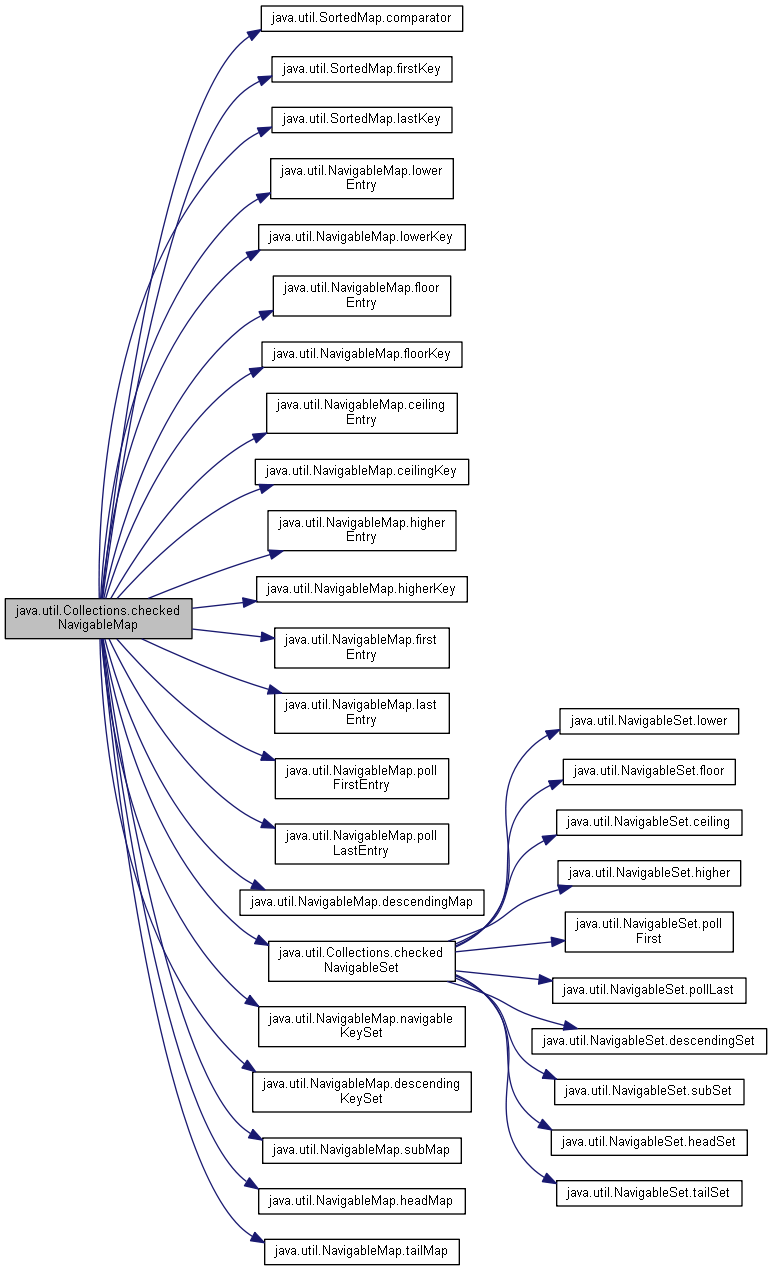 java.util.SortedMap.comparator
java.util.SortedMap.firstKey
java.util.SortedMap.lastKey
java.util.NavigableMap.lower
Entry
java.util.NavigableMap.lowerKey
java.util.NavigableMap.floor
Entry
java.util.NavigableMap.floorKey
java.util.NavigableMap.ceiling
Entry
java.util.NavigableMap.ceilingKey
java.util.NavigableMap.higher
Entry
java.util.NavigableMap.higherKey
java.util.Collections.checked
NavigableMap
java.util.NavigableMap.first
Entry
java.util.NavigableMap.last
Entry
java.util.NavigableMap.poll
FirstEntry
java.util.NavigableMap.poll
LastEntry
java.util.NavigableMap.descendingMap
java.util.Collections.checked
NavigableSet
java.util.NavigableMap.navigable
KeySet
java.util.NavigableMap.descending
KeySet
java.util.NavigableMap.subMap
java.util.NavigableMap.headMap
java.util.NavigableMap.tailMap
java.util.NavigableSet.lower
java.util.NavigableSet.floor
java.util.NavigableSet.ceiling
java.util.NavigableSet.higher
java.util.NavigableSet.poll
First
java.util.NavigableSet.pollLast
java.util.NavigableSet.descendingSet
java.util.NavigableSet.subSet
java.util.NavigableSet.headSet
java.util.NavigableSet.tailSet